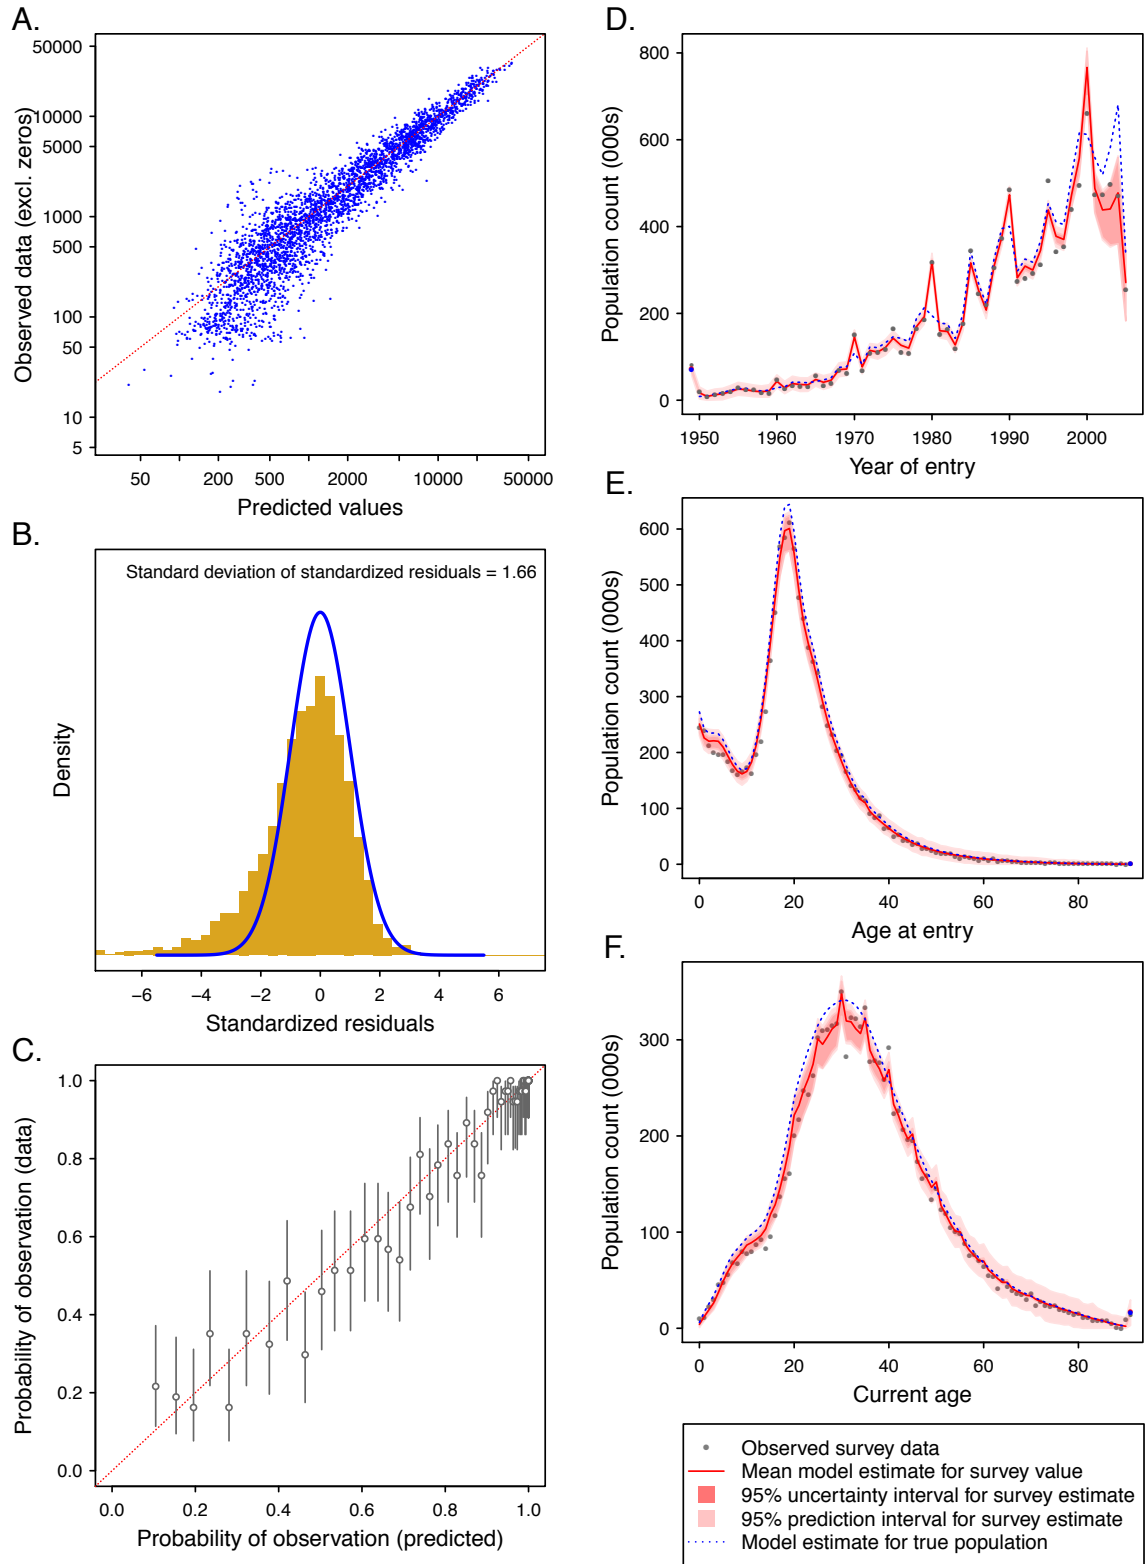 A.
50000
10000
5000
1000
500
100
50
10
5
Observed data (excl. zeros)
50 200 500 2000 10000 50000
Predicted values
B.
Standard deviation of standardized residuals = 1.66
Density
−6 −4 −2 0 2 4 6
Standardized residuals
C.
1.0
0.8
0.6
0.4
0.2
0.0
Probability of observation (data)
0.0 0.2 0.4 0.6 0.8 1.0
Probability of observation (predicted)
D.
800
600
400
200
0
Population count (000s)
1950 1960 1970 1980 1990 2000
Year of entry
E.
600
500
400
300
200
100
0
Population count (000s)
0 20 40 60 80
Age at entry
F.
300
200
100
0
Population count (000s)
0 20 40 60 80
Current age
Observed survey data
Mean model estimate for survey value
95% uncertainty interval for survey estimate
95% prediction interval for survey estimate
Model estimate for true population